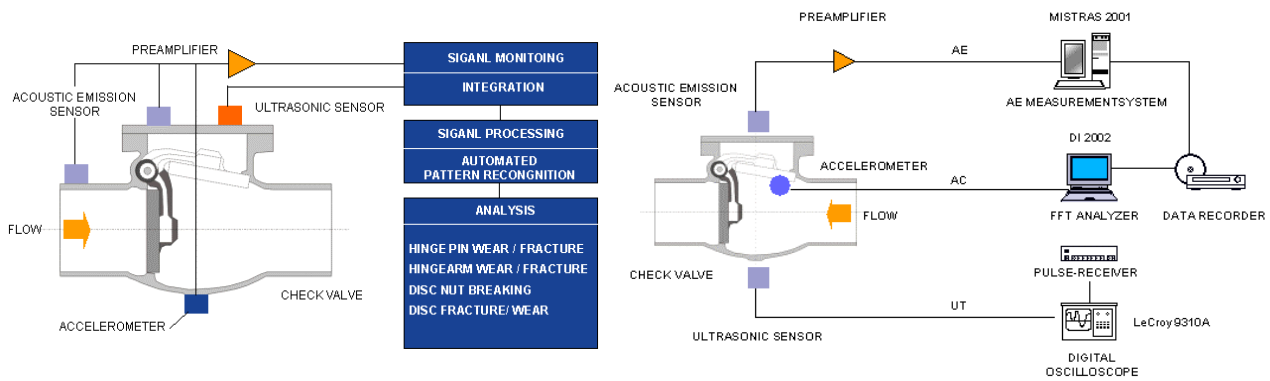 PREAMPLIFIER
ACOUSTIC EMISSION
SENSOR
ULTRASONIC SENSOR
FLOW
CHECK VALVE
ACCELEROMETER
SIGANL MONITOING
INTEGRATION
SIGANL PROCESSING
AUTOMATED
PATTERN RECONGNITION
ANALYSIS
HINGE PIN WEAR / FRACTURE
HINGEARM WEAR / FRACTURE
DISC NUT BREAKING
DISC FRACTURE/ WEAR
PREAMPLIFIER
MISTRAS 2001
AE
ACOUSTIC EMISSION
SENSOR
AE MEASUREMENTSYSTEM
DI 2002
ACCELEROMETER
AC
FLOW
FFT ANALYZER
DATA RECORDER
CHECK VALVE
PULSE-RECEIVER
UT
LeCroy 9310A
ULTRASONIC SENSOR
DIGITAL
OSCILLOSCOPE